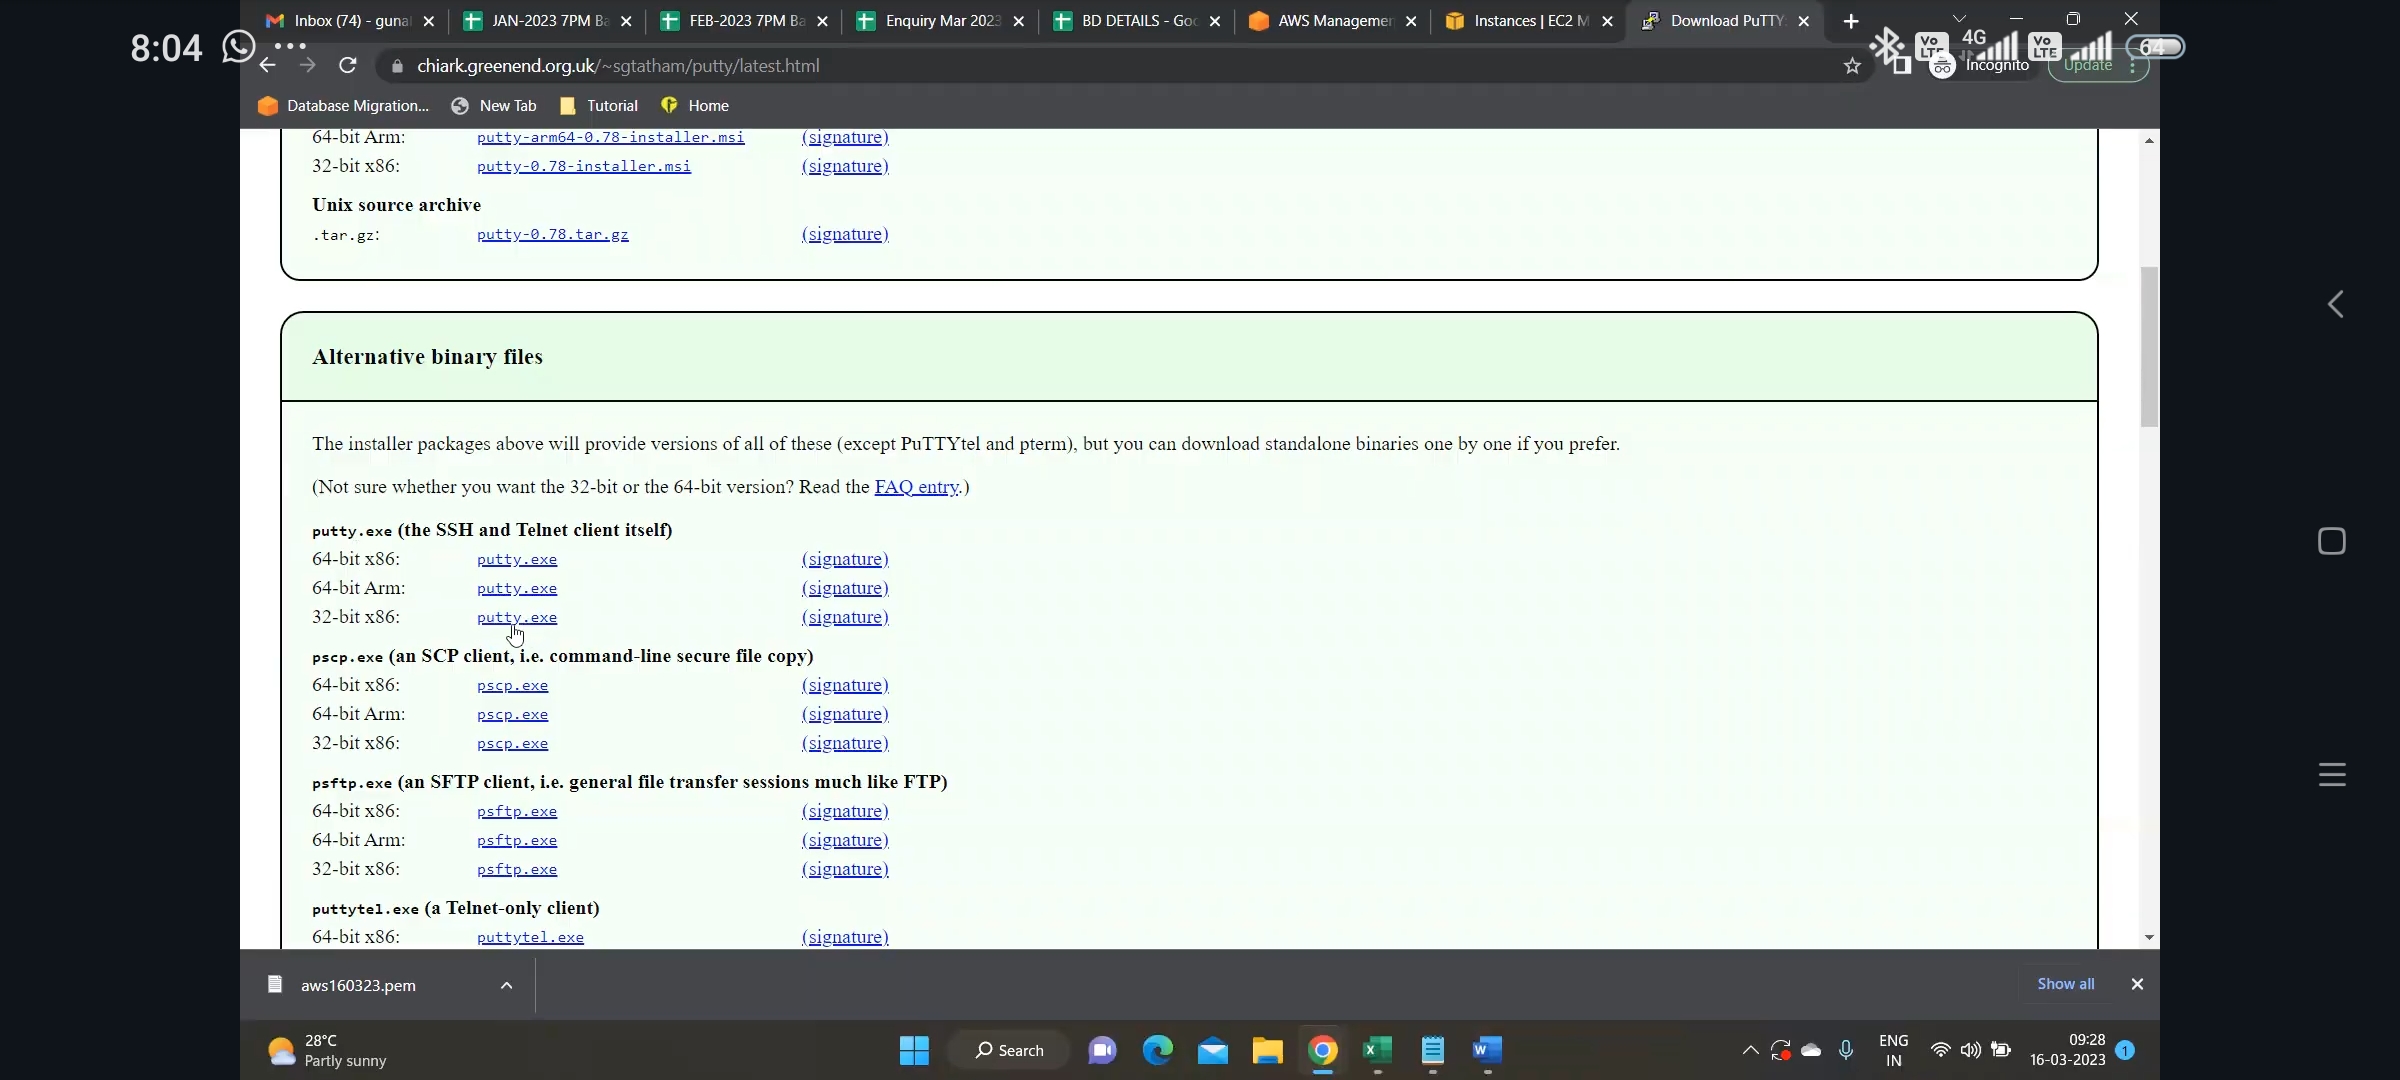 Inbox (74) - guna
JAN-2023 7PM Ba
FEB-2023 7PM Ba
Enquiry Mar 2023
BD DETAILS - Goo
AWS Managemen
Instances | EC2 M
Download PuTTY:
8:04
Vo LTE
4G
Vo LTE
64
chiark.greenend.org.uk/~sgtatham/putty/latest.html
Incognito
Update
Database Migration...
New Tab
Tutorial
Home
64-bit Arm: putty-arm64-0.78-installer.msi (signature)
32-bit x86: putty-0.78-installer.msi (signature)
Unix source archive
.tar.gz: putty-0.78.tar.gz (signature)
Alternative binary files
The installer packages above will provide versions of all of these (except PuTTYtel and pterm), but you can download standalone binaries one by one if you prefer.
(Not sure whether you want the 32-bit or the 64-bit version? Read the FAQ entry.)
putty.exe (the SSH and Telnet client itself)
64-bit x86: putty.exe (signature)
64-bit Arm: putty.exe (signature)
32-bit x86: putty.exe (signature)
pscp.exe (an SCP client, i.e. command-line secure file copy)
64-bit x86: pscp.exe (signature)
64-bit Arm: pscp.exe (signature)
32-bit x86: pscp.exe (signature)
psftp.exe (an SFTP client, i.e. general file transfer sessions much like FTP)
64-bit x86: psftp.exe (signature)
64-bit Arm: psftp.exe (signature)
32-bit x86: psftp.exe (signature)
puttytel.exe (a Telnet-only client)
64-bit x86: puttytel.exe (signature)
aws160323.pem
Show all
28°C
Partly sunny
Search
ENG
IN
09:28
16-03-2023
1